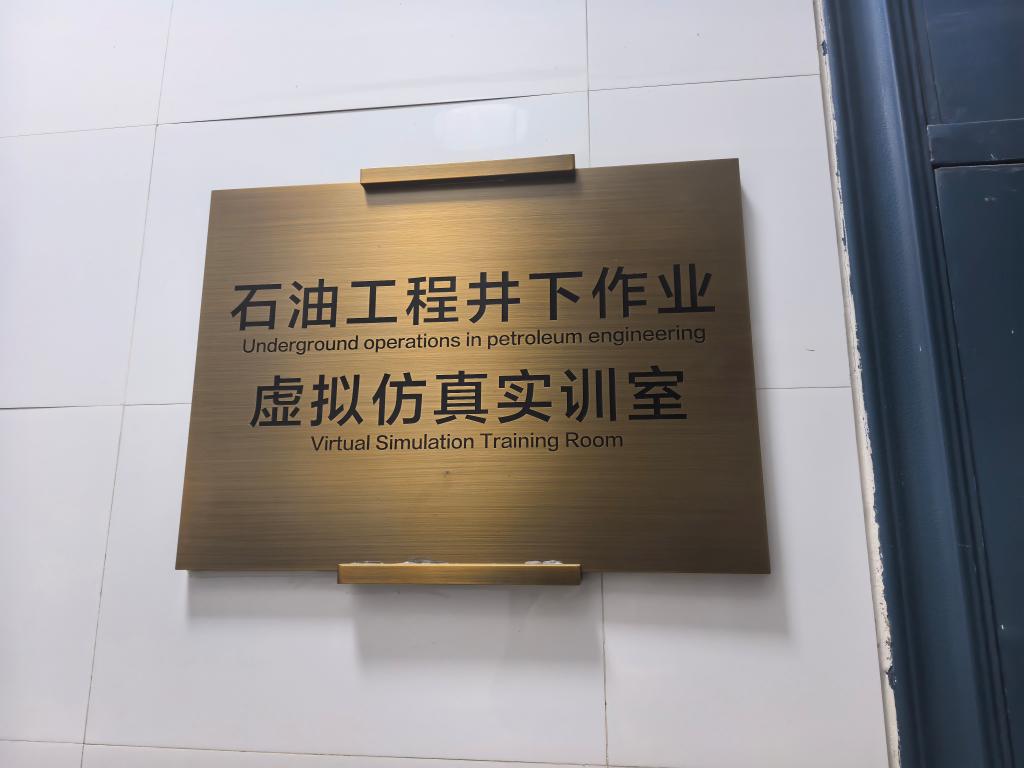 石油工程井下作业
Underground operations in petroleum engineering
虚拟仿真实训室
Virtual Simulation Training Room